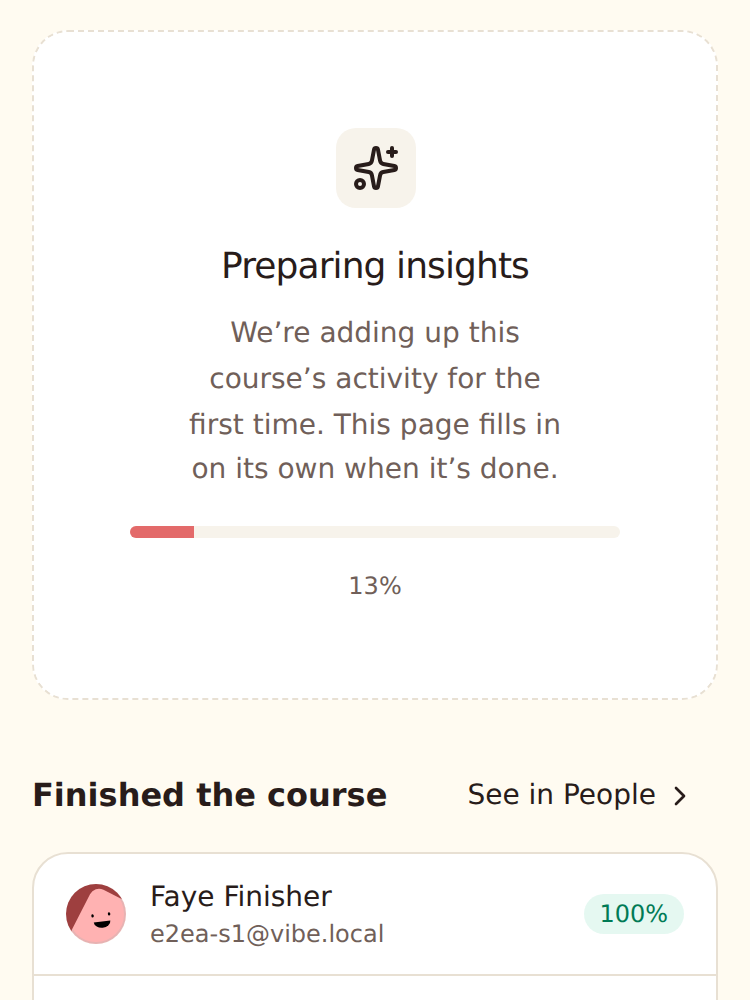 Preparing insights
We’re adding up this
course’s activity for the
first time. This page fills in
on its own when it’s done.
13%
Finished the course
See in People
Faye Finisher
100%
e2ea-s1@vibe.local